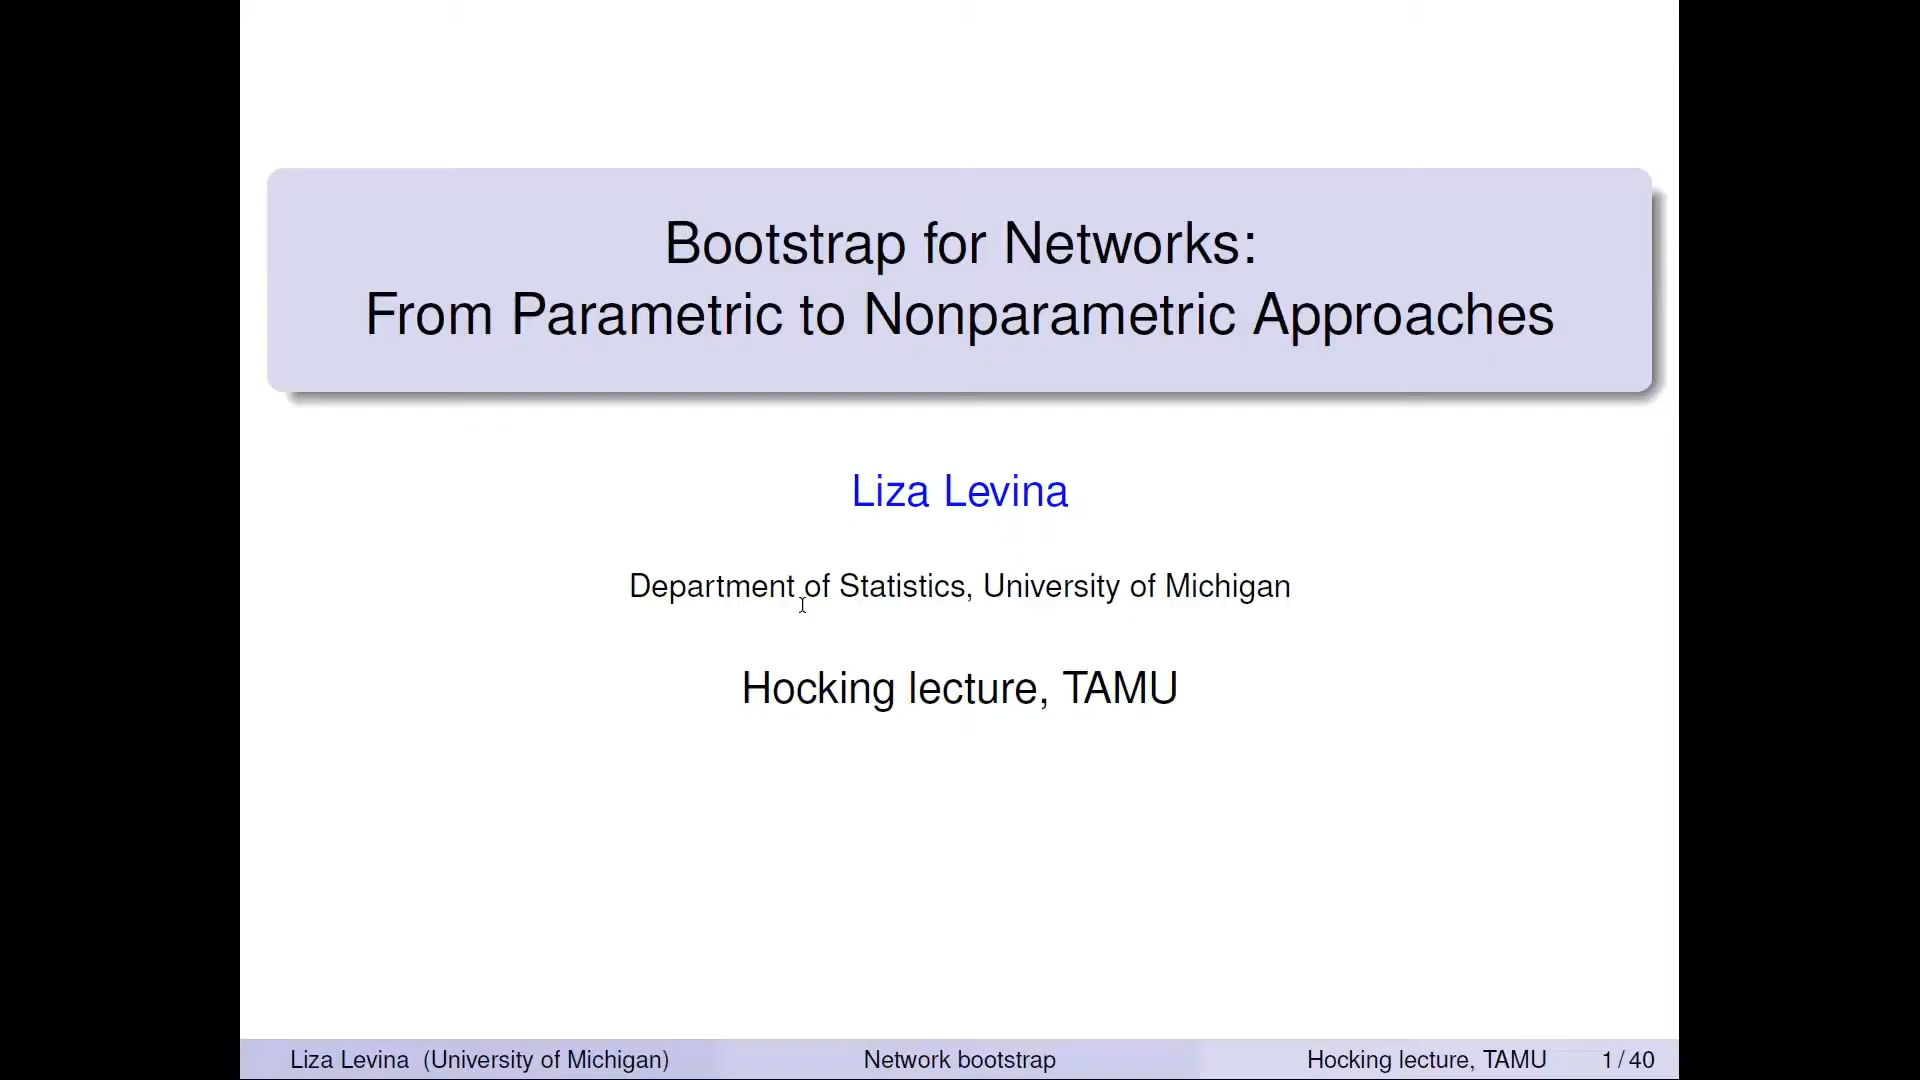 Bootstrap for Networks:
From Parametric to Nonparametric Approaches
Liza Levina
Department of Statistics, University of Michigan
Hocking lecture, TAMU
Liza Levina (University of Michigan) Network bootstrap Hocking lecture, TAMU 1 / 40